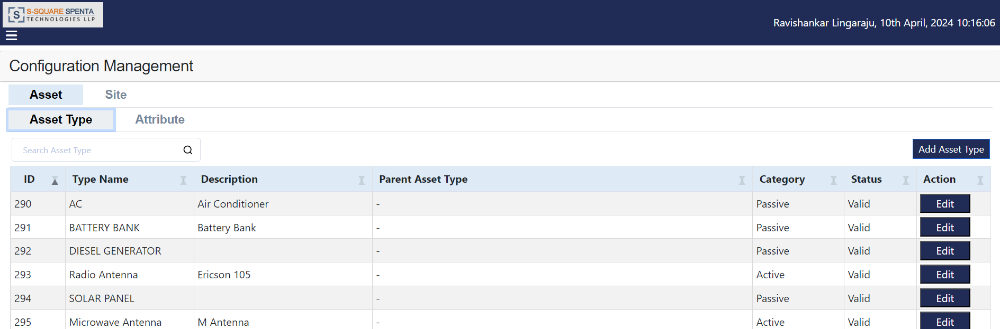 S-SQUARE SPENTA
TECHNOLOGIES LLP
Ravishankar Lingaraju, 10th April, 2024 10:16:06
Configuration Management
Asset Site
Asset Type Attribute
Search Asset Type Add Asset Type
ID Type Name Description Parent Asset Type Category Status Action
290 AC Air Conditioner - Passive Valid Edit
291 BATTERY BANK Battery Bank - Passive Valid Edit
292 DIESEL GENERATOR - Passive Valid Edit
293 Radio Antenna Ericson 105 - Active Valid Edit
294 SOLAR PANEL - Passive Valid Edit
295 Microwave Antenna M Antenna - Active Valid Edit